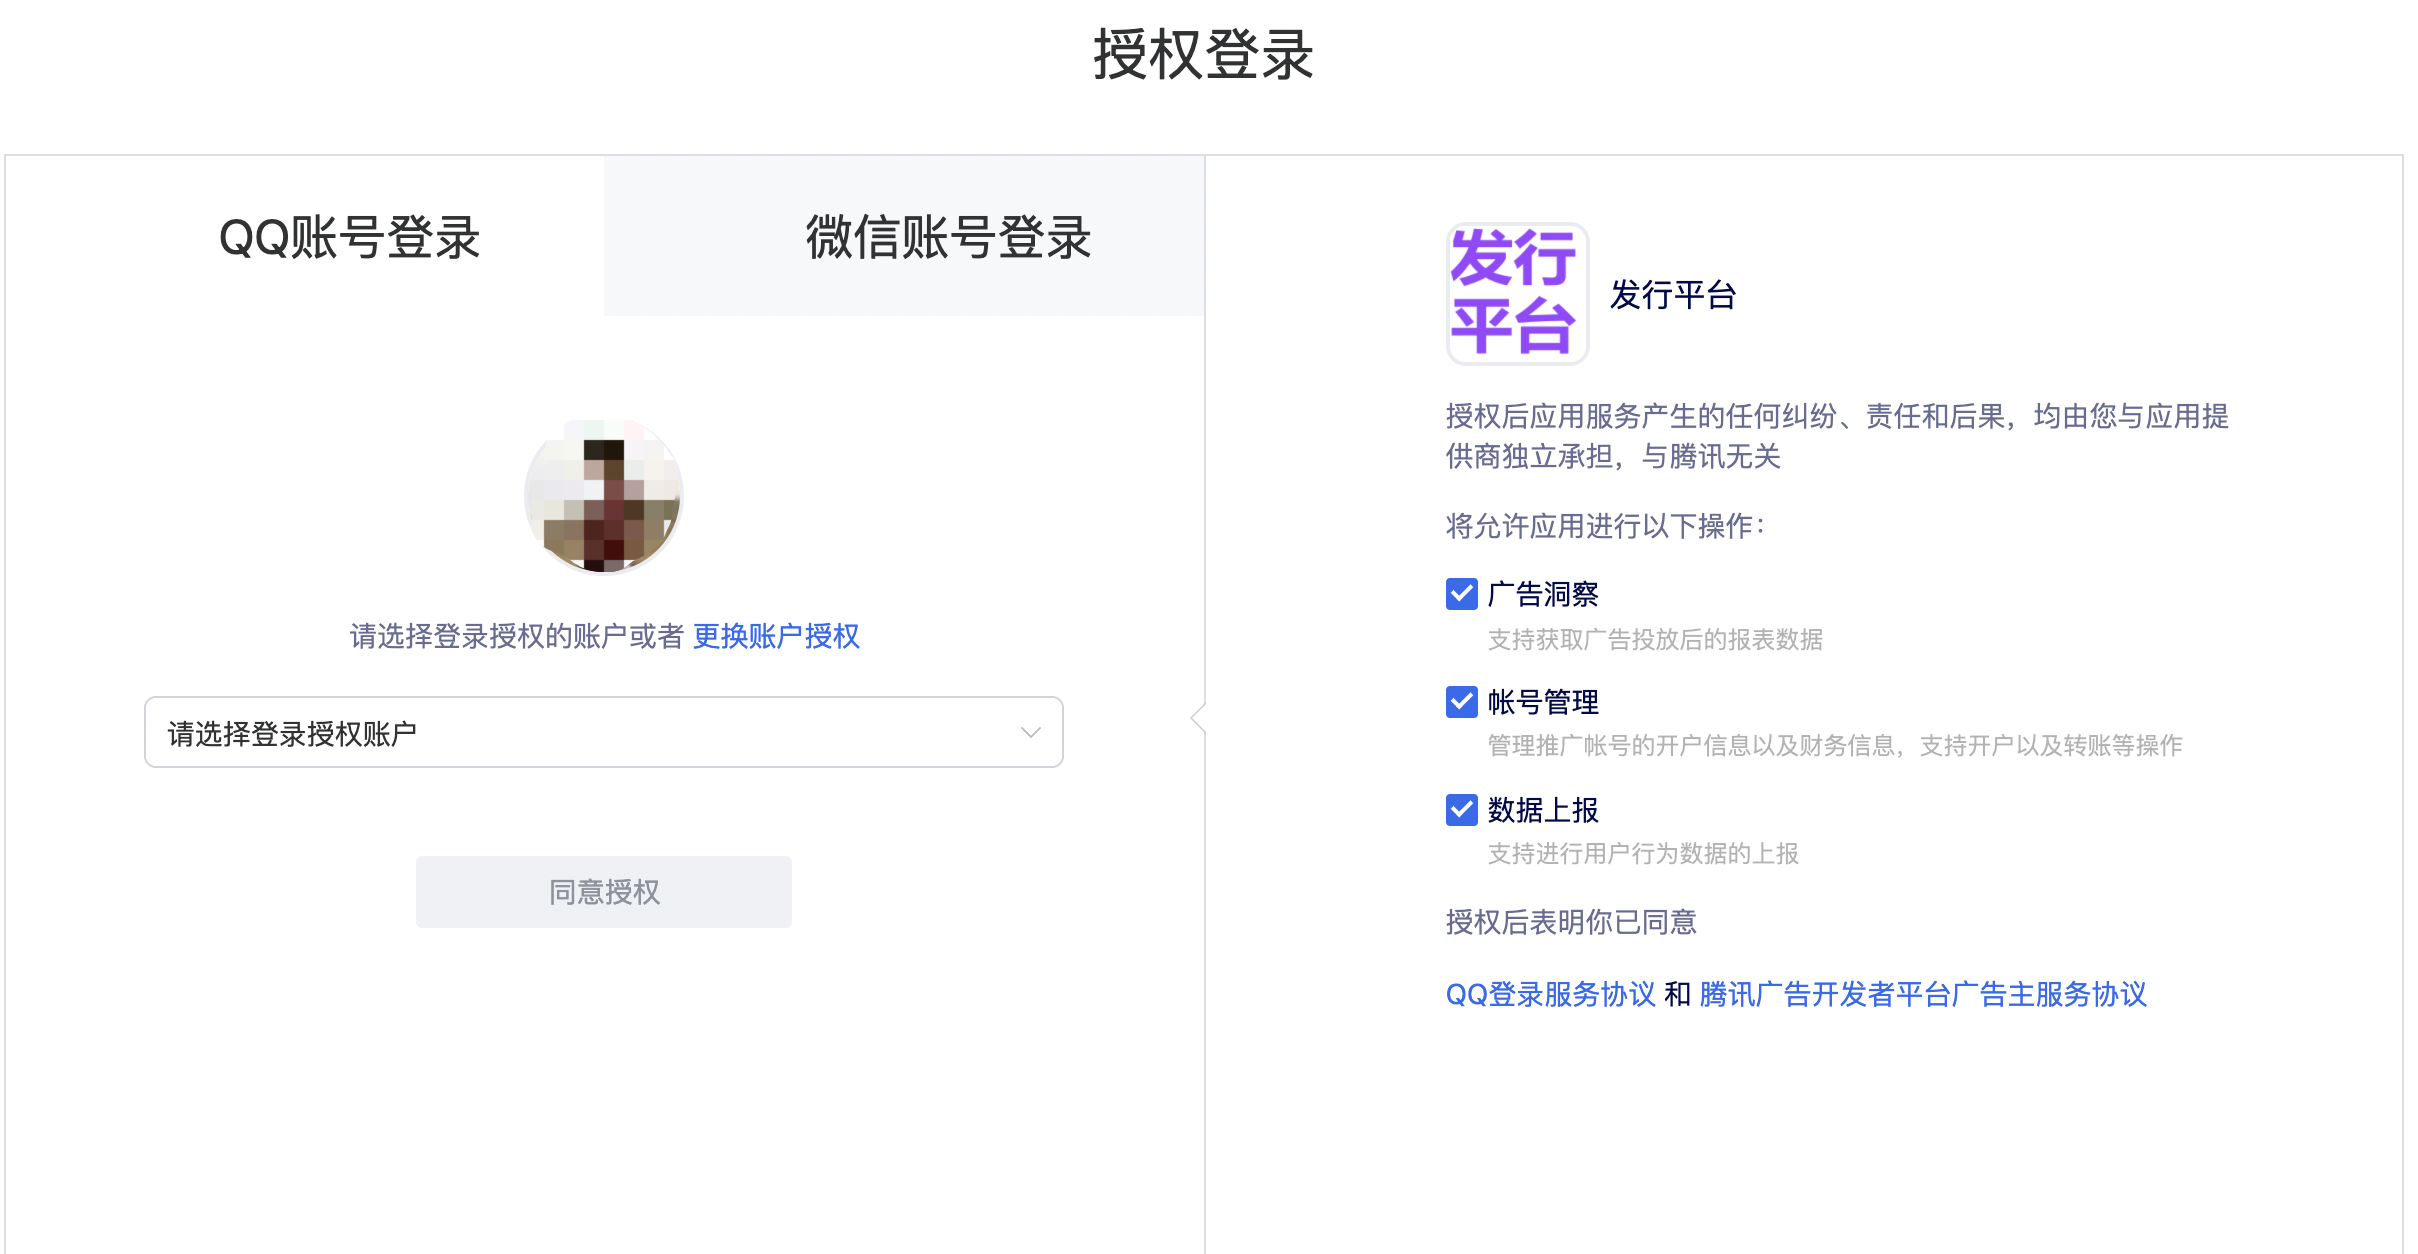 授权登录
QQ账号登录
微信账号登录
请选择登录授权的账户或者 更换账户授权
请选择登录授权账户
同意授权
发行
平台
发行平台
授权后应用服务产生的任何纠纷、责任和后果，均由您与应用提
供商独立承担，与腾讯无关
将允许应用进行以下操作：
广告洞察
支持获取广告投放后的报表数据
帐号管理
管理推广帐号的开户信息以及财务信息，支持开户以及转账等操作
数据上报
支持进行用户行为数据的上报
授权后表明你已同意
QQ登录服务协议 和 腾讯广告开发者平台广告主服务协议